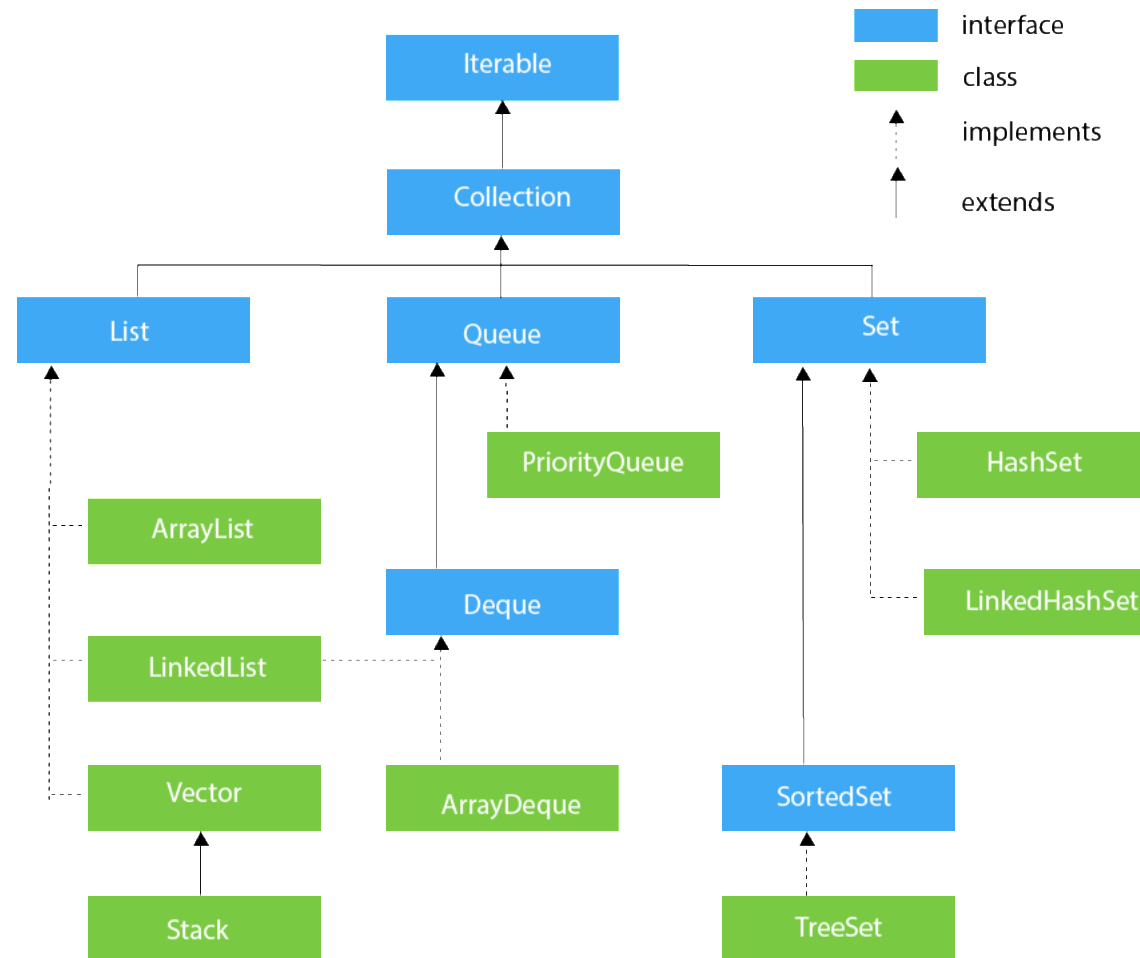 interface
Iterable
class
implements
Collection
extends
List
Queue
Set
PriorityQueue
HashSet
ArrayList
Deque
LinkedHashSet
LinkedList
Vector
ArrayDeque
SortedSet
Stack
TreeSet